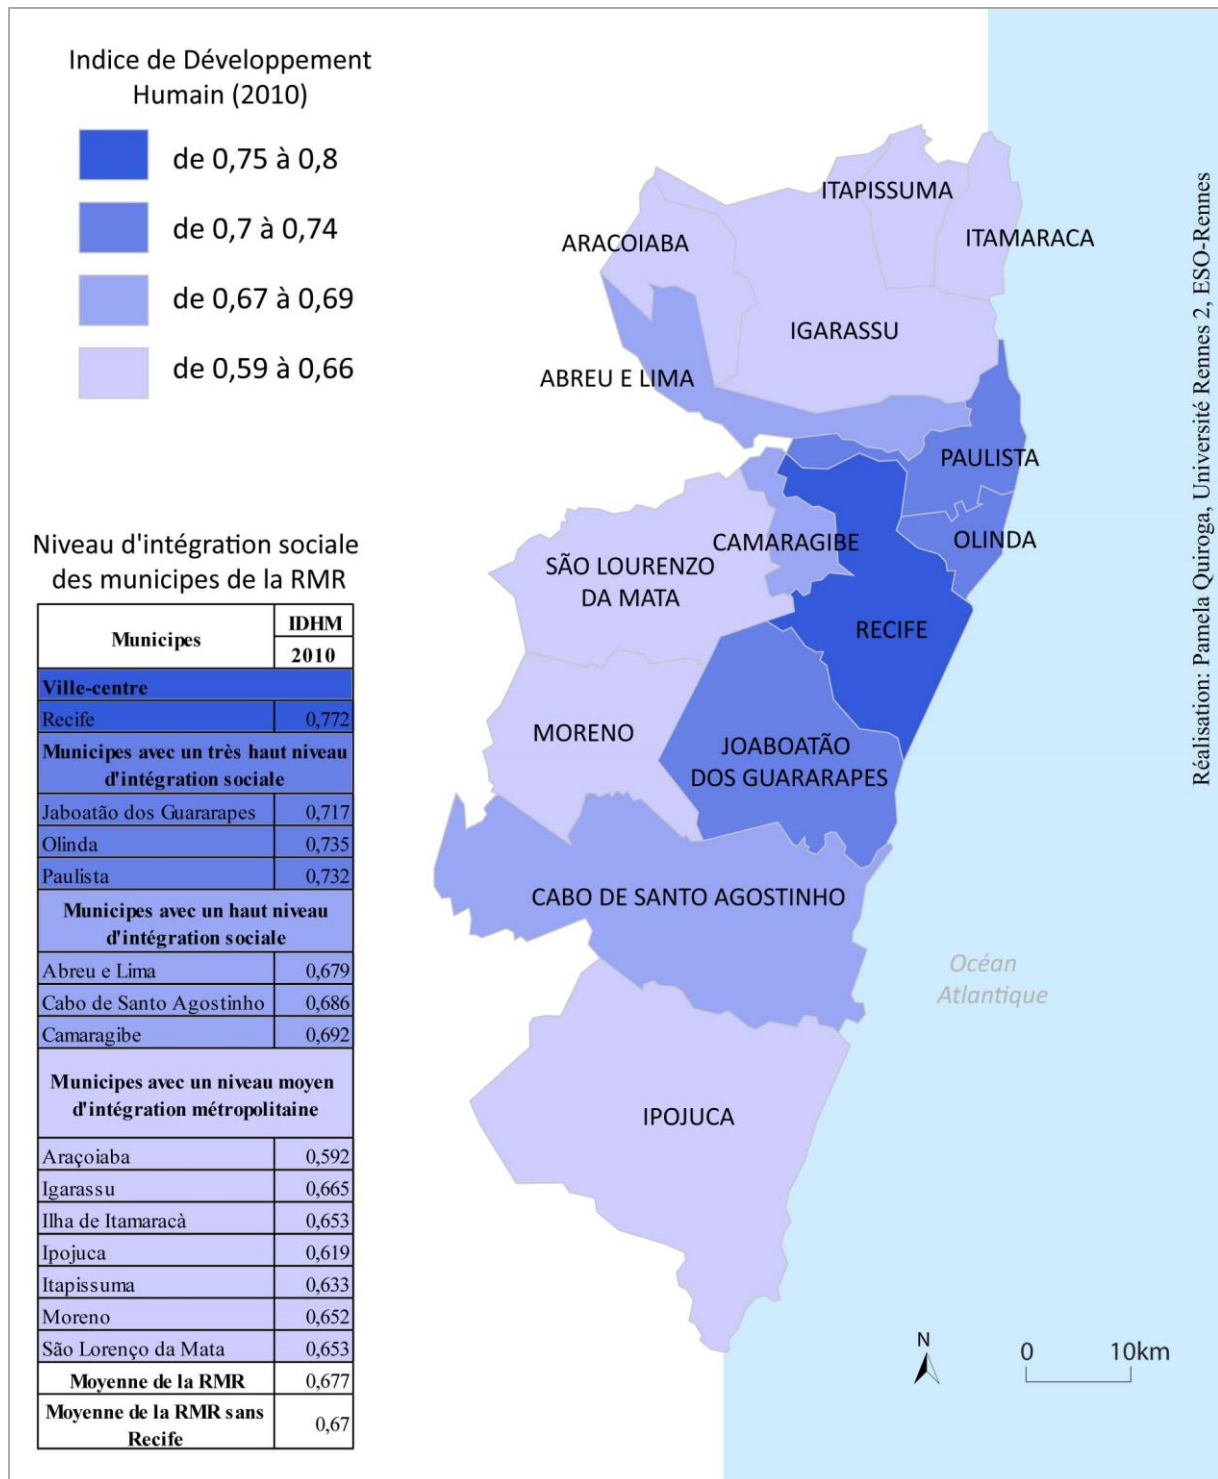 Indice de Développement
Humain (2010)
de 0,75 à 0,8
de 0,7 à 0,74
de 0,67 à 0,69
de 0,59 à 0,66
Niveau d'intégration sociale
des municipes de la RMR
Municipes IDHM
2010
Ville-centre
Recife 0,772
Municipes avec un très haut niveau
d'intégration sociale
Jaboatão dos Guararapes 0,717
Olinda 0,735
Paulista 0,732
Municipes avec un haut niveau
d'intégration sociale
Abreu e Lima 0,679
Cabo de Santo Agostinho 0,686
Camaragibe 0,692
Municipes avec un niveau moyen
d'intégration métropolitaine
Araçoiaba 0,592
Igarassu 0,665
Ilha de Itamaracà 0,653
Ipojuca 0,619
Itapissuma 0,633
Moreno 0,652
São Lorenço da Mata 0,653
Moyenne de la RMR 0,677
Moyenne de la RMR sans
Recife 0,67
ITAPISSUMA
ARACOIABA
ITAMARACA
IGARASSU
ABREU E LIMA
PAULISTA
OLINDA
CAMARAGIBE
SÃO LOURENZO
DA MATA
RECIFE
MORENO
JOABOATÃO
DOS GUARARAPES
CABO DE SANTO AGOSTINHO
Océan
Atlantique
IPOJUCA
N
0 10km
Réalisation: Pamela Quiroga, Université Rennes 2, ESO-Rennes